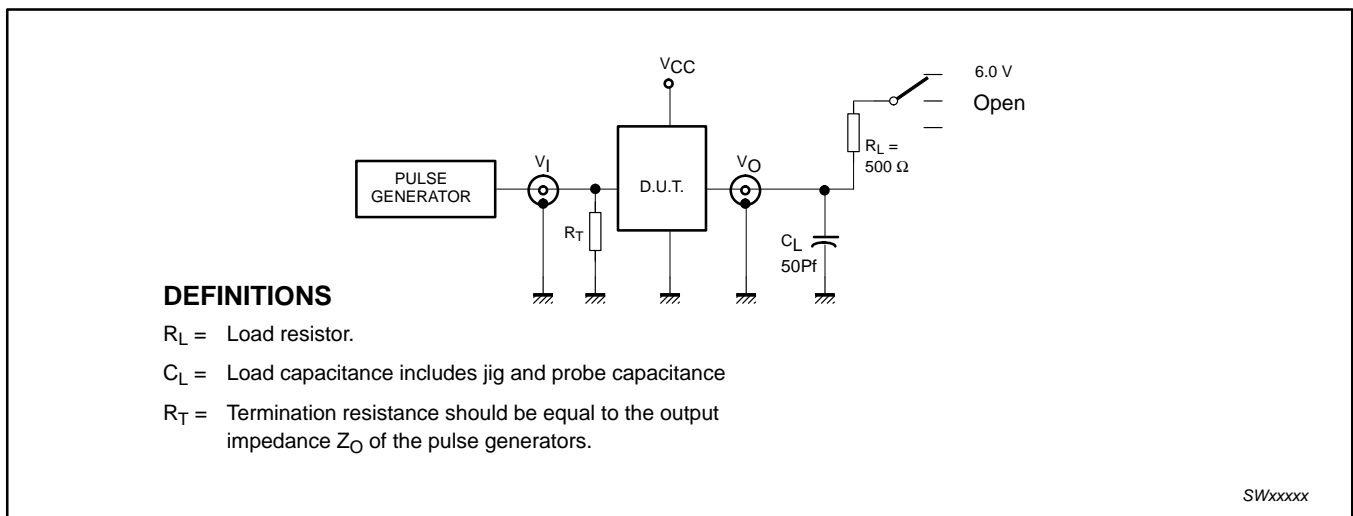 VCC
6.0 V
Open
RL =
500 Ω
PULSE
GENERATOR
VI
D.U.T.
VO
RT
CL
50Pf
DEFINITIONS
RL = Load resistor.
CL = Load capacitance includes jig and probe capacitance
RT = Termination resistance should be equal to the output
impedance ZO of the pulse generators.
SWxxxxx